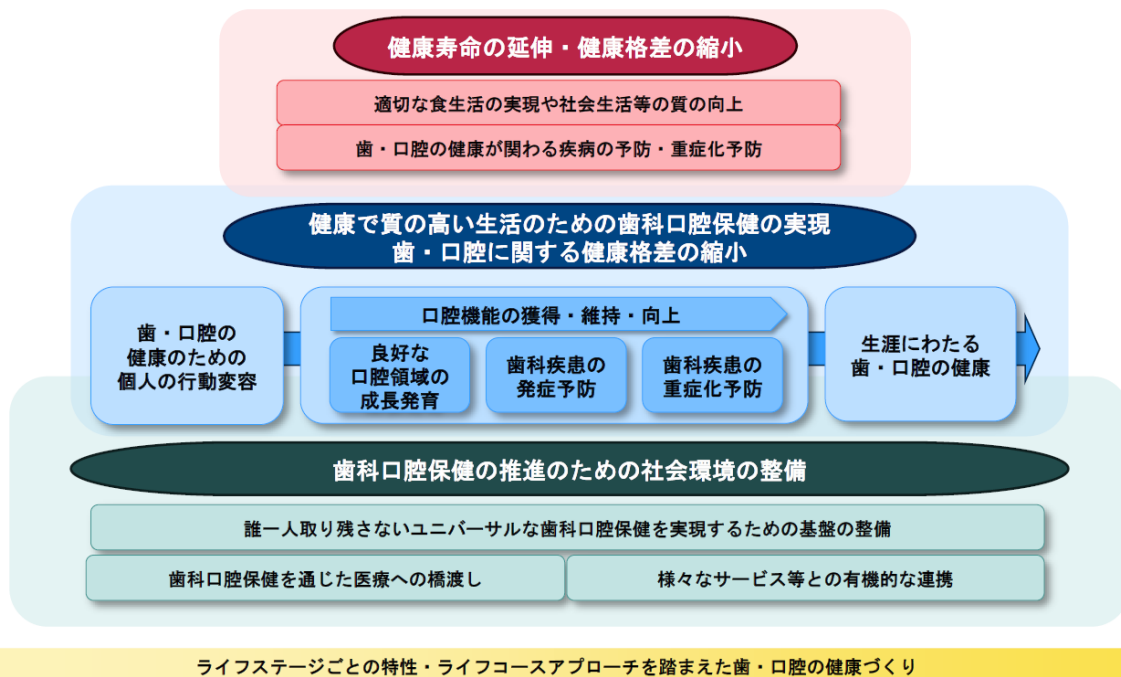 健康寿命の延伸・健康格差の縮小
適切な食生活の実現や社会生活等の質の向上
歯・口腔の健康が関わる疾病の予防・重症化予防
健康で質の高い生活のための歯科口腔保健の実現
歯・口腔に関する健康格差の縮小
歯・口腔の
健康のための
個人の行動変容
口腔機能の獲得・維持・向上
良好な
口腔領域の
成長発育
歯科疾患の
発症予防
歯科疾患の
重症化予防
生涯にわたる
歯・口腔の健康
歯科口腔保健の推進のための社会環境の整備
誰一人取り残さないユニバーサルな歯科口腔保健を実現するための基盤の整備
歯科口腔保健を通じた医療への橋渡し
様々なサービス等との有機的な連携
ライフステージごとの特性・ライフコースアプローチを踏まえた歯・口腔の健康づくり